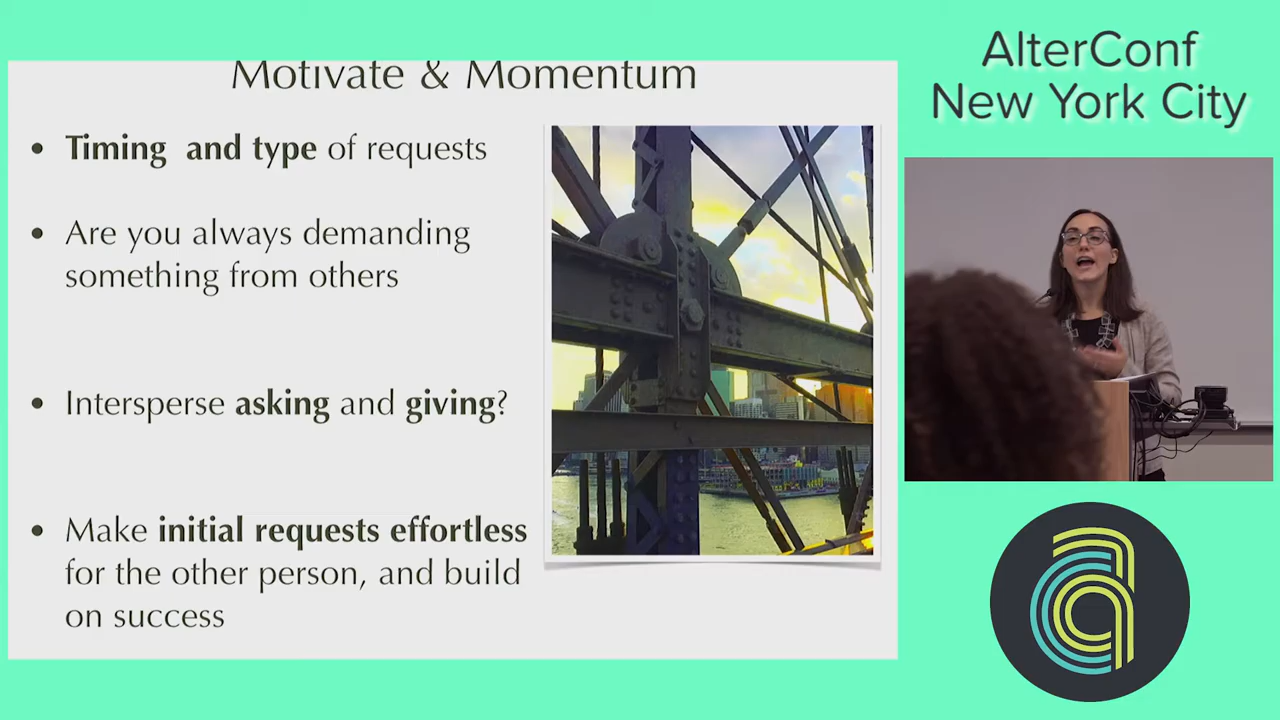 Motivate & Momentum
• Timing  and type of requests
• Are you always demanding
something from others
• Intersperse asking and giving?
• Make initial requests effortless
for the other person, and build
on success
AlterConf
New York City